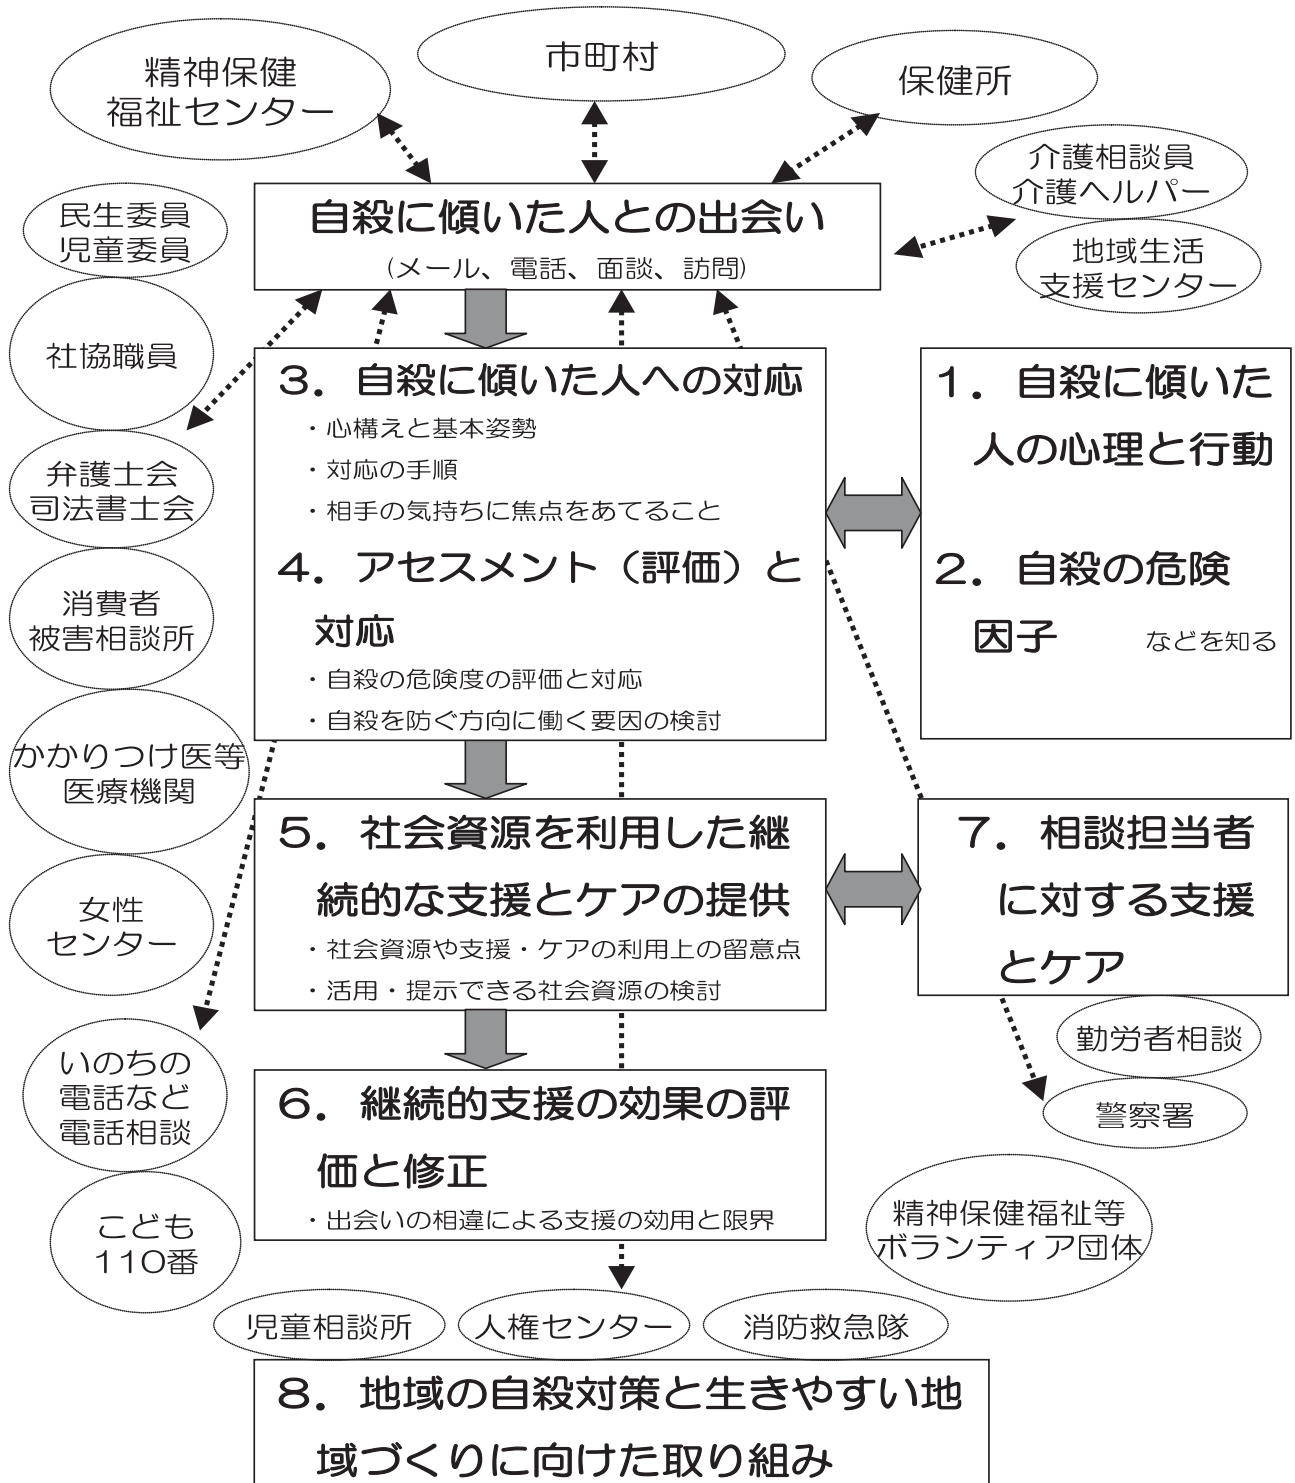 精神保健
福祉センター
市町村
保健所
介護相談員
介護ヘルパー
民生委員
児童委員
自殺に傾いた人との出会い
(メール、電話、面談、訪問)
地域生活
支援センター
社協職員
3．自殺に傾いた人への対応
・心構えと基本姿勢
・対応の手順
・相手の気持ちに焦点をあてること
4．アセスメント（評価）と
対応
・自殺の危険度の評価と対応
・自殺を防ぐ方向に働く要因の検討
1．自殺に傾いた
人の心理と行動
2．自殺の危険
因子　などを知る
弁護士会
司法書士会
消費者
被害相談所
かかりつけ医等
医療機関
女性
センター
5．社会資源を利用した継
続的な支援とケアの提供
・社会資源や支援・ケアの利用上の留意点
・活用・提示できる社会資源の検討
7．相談担当者
に対する支援
とケア
いのちの
電話など
電話相談
勤労者相談
警察署
6．継続的支援の効果の評
価と修正
・出会いの相違による支援の効用と限界
こども
110番
精神保健福祉等
ボランティア団体
児童相談所
人権センター
消防救急隊
8．地域の自殺対策と生きやすい地
域づくりに向けた取り組み